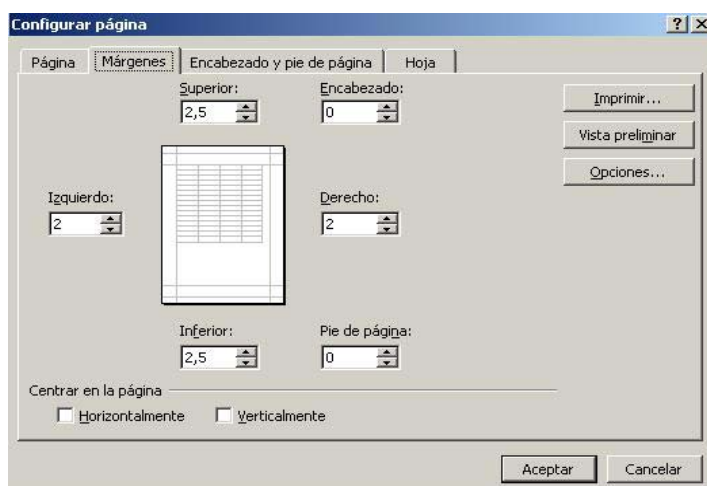 Configurar página
Página Márgenes Encabezado y pie de página Hoja
Superior: Encabezado:
2,5 0
Imprimir...
Vista preliminar
Opciones...
Izquierdo: Derecho:
2 2
Inferior: Pie de página:
2,5 0
Centrar en la página
Horizontalmente Verticalmente
Aceptar Cancelar